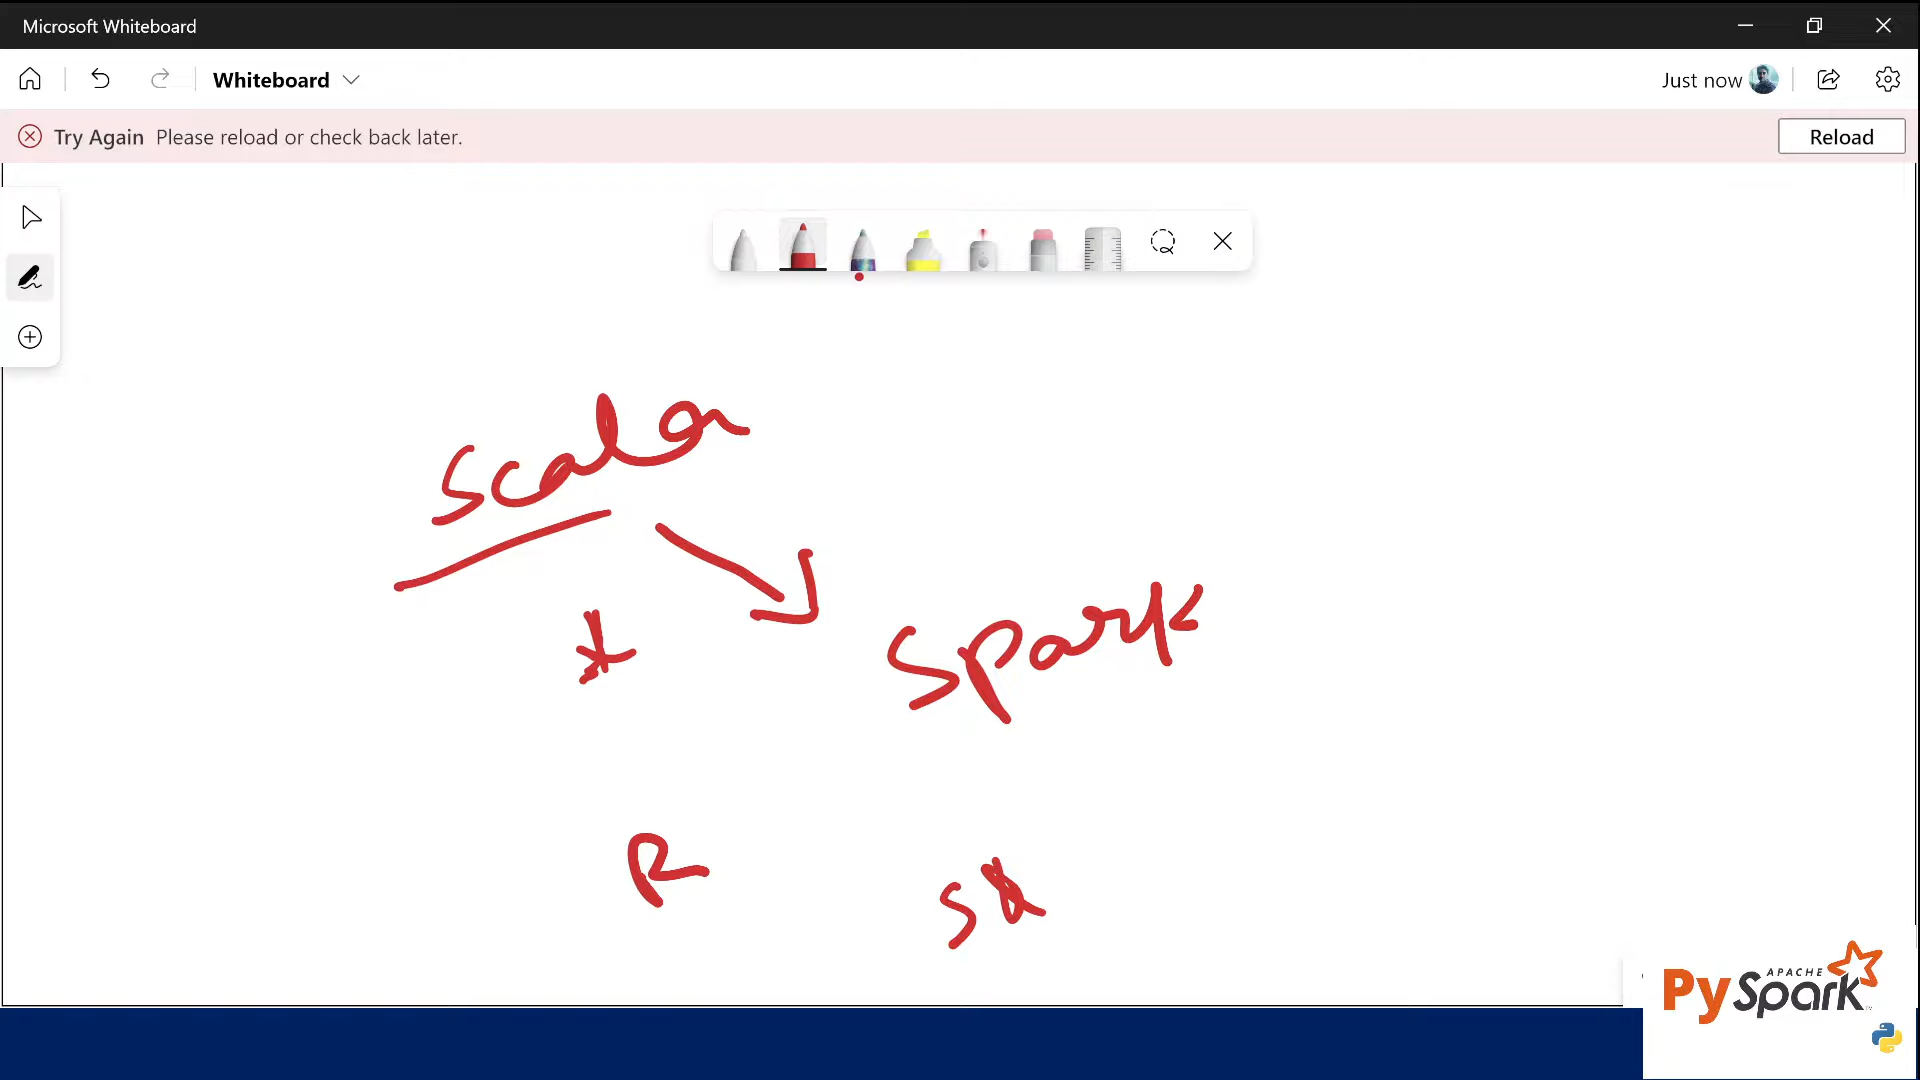 Microsoft Whiteboard
Whiteboard
Just now
Try Again Please reload or check back later.
Reload
Scala
Spark
R
APACHE
PySpark